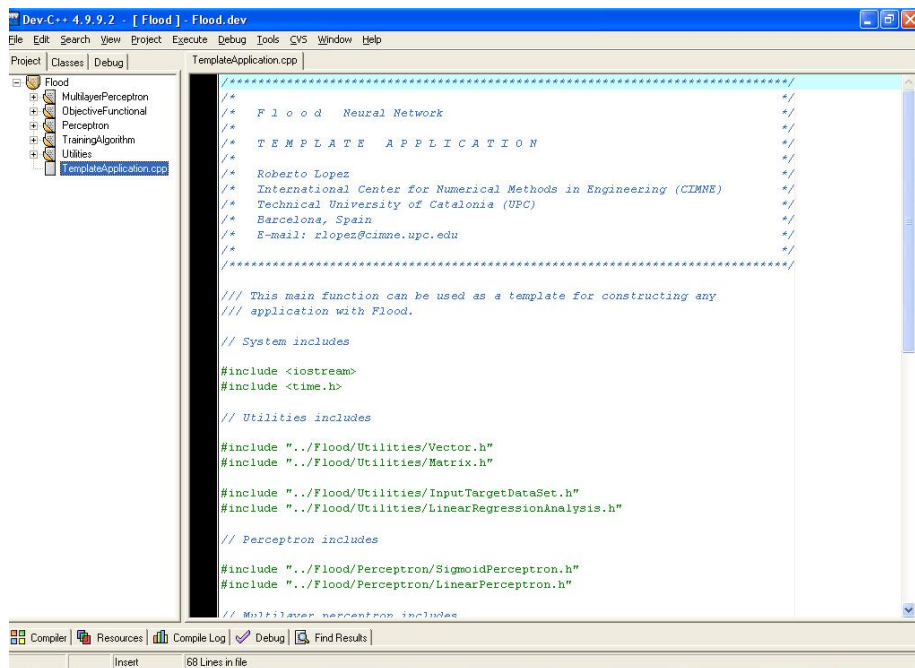 Dev-C++ 4.9.9.2 - [ Flood ] - Flood.dev
File Edit Search View Project Execute Debug Tools CVS Window Help
Project Classes Debug
TemplateApplication.cpp
Flood
MultilayerPerceptron
ObjectiveFunctional
Perceptron
TrainingAlgorithm
Utilities
TemplateApplication.cpp
/****************************************************************************/
/* */
/* F l o o d Neural Network */
/* */
/* T E M P L A T E A P P L I C A T I O N */
/* */
/* Roberto Lopez */
/* International Center for Numerical Methods in Engineering (CIMNE) */
/* Technical University of Catalonia (UPC) */
/* Barcelona, Spain */
/* E-mail: rlopez@cimne.upc.edu */
/* */
/****************************************************************************/
/// This main function can be used as a template for constructing any
/// application with Flood.
// System includes
#include <iostream>
#include <time.h>
// Utilities includes
#include "../Flood/Utilities/Vector.h"
#include "../Flood/Utilities/Matrix.h"
#include "../Flood/Utilities/InputTargetDataSet.h"
#include "../Flood/Utilities/LinearRegressionAnalysis.h"
// Perceptron includes
#include "../Flood/Perceptron/SigmoidPerceptron.h"
#include "../Flood/Perceptron/LinearPerceptron.h"
// Multilayer perceptron includes
Compiler Resources Compile Log Debug Find Results
Insert 68 Lines in file